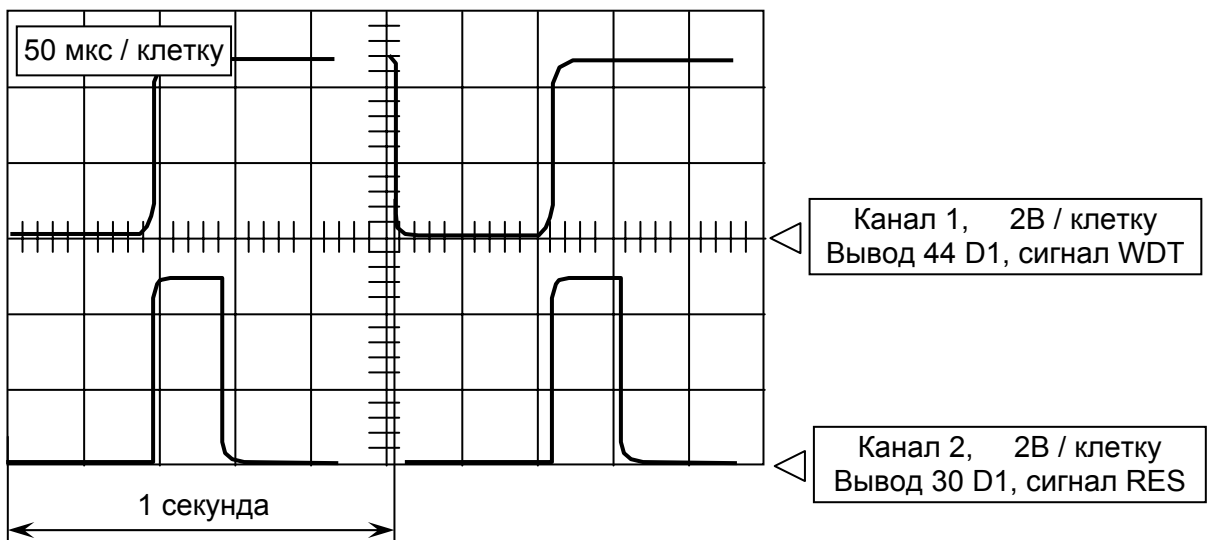 50 мкс / клетку
Канал 1, 2В / клетку
Вывод 44 D1, сигнал WDT
Канал 2, 2В / клетку
Вывод 30 D1, сигнал RES
1 секунда